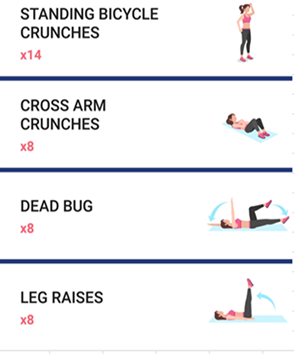 STANDING BICYCLE
CRUNCHES
x14
CROSS ARM
CRUNCHES
x8
DEAD BUG
x8
LEG RAISES
x8